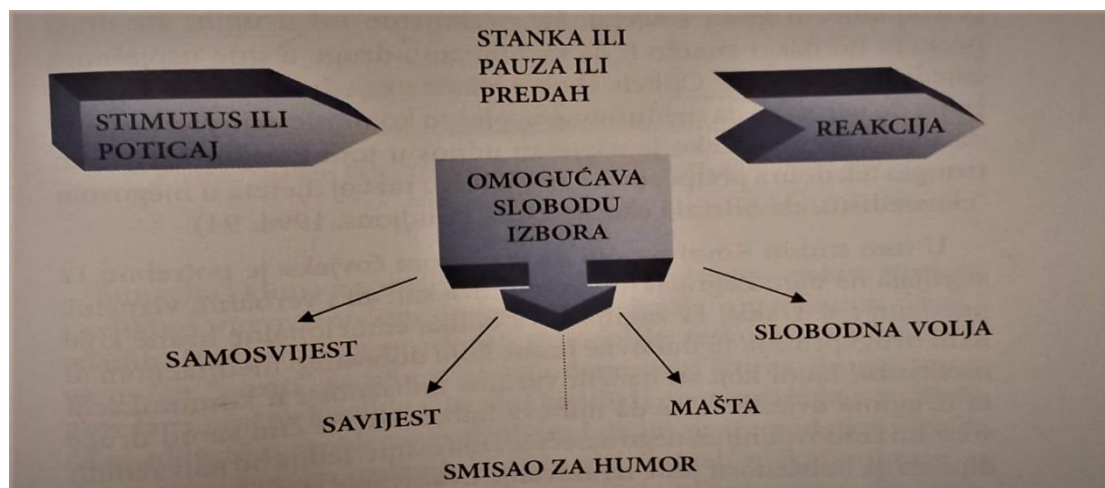 STANKA ILI
PAUZA ILI
PREDAH
STIMULUS ILI
POTICAJ
REAKCIJA
OMOGUĆAVA
SLOBODU
IZBORA
SAMOSVIJEST
SAVIJEST
SMISAO ZA HUMOR
MAŠTA
SLOBODNA VOLJA